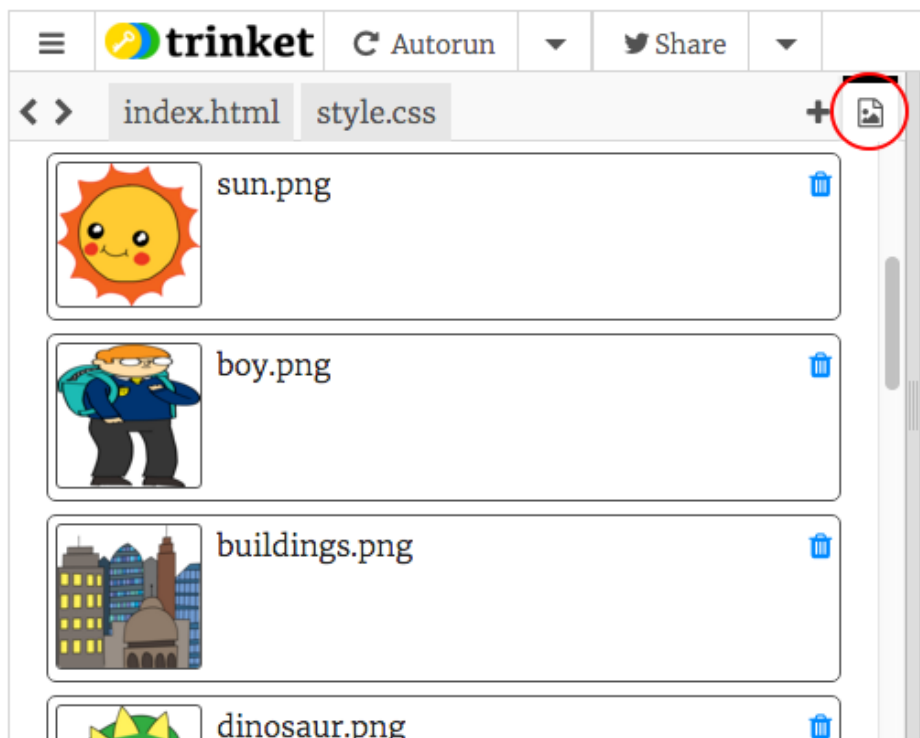 trinket Autorun Share
index.html style.css
sun.png
boy.png
buildings.png
dinosaur.png